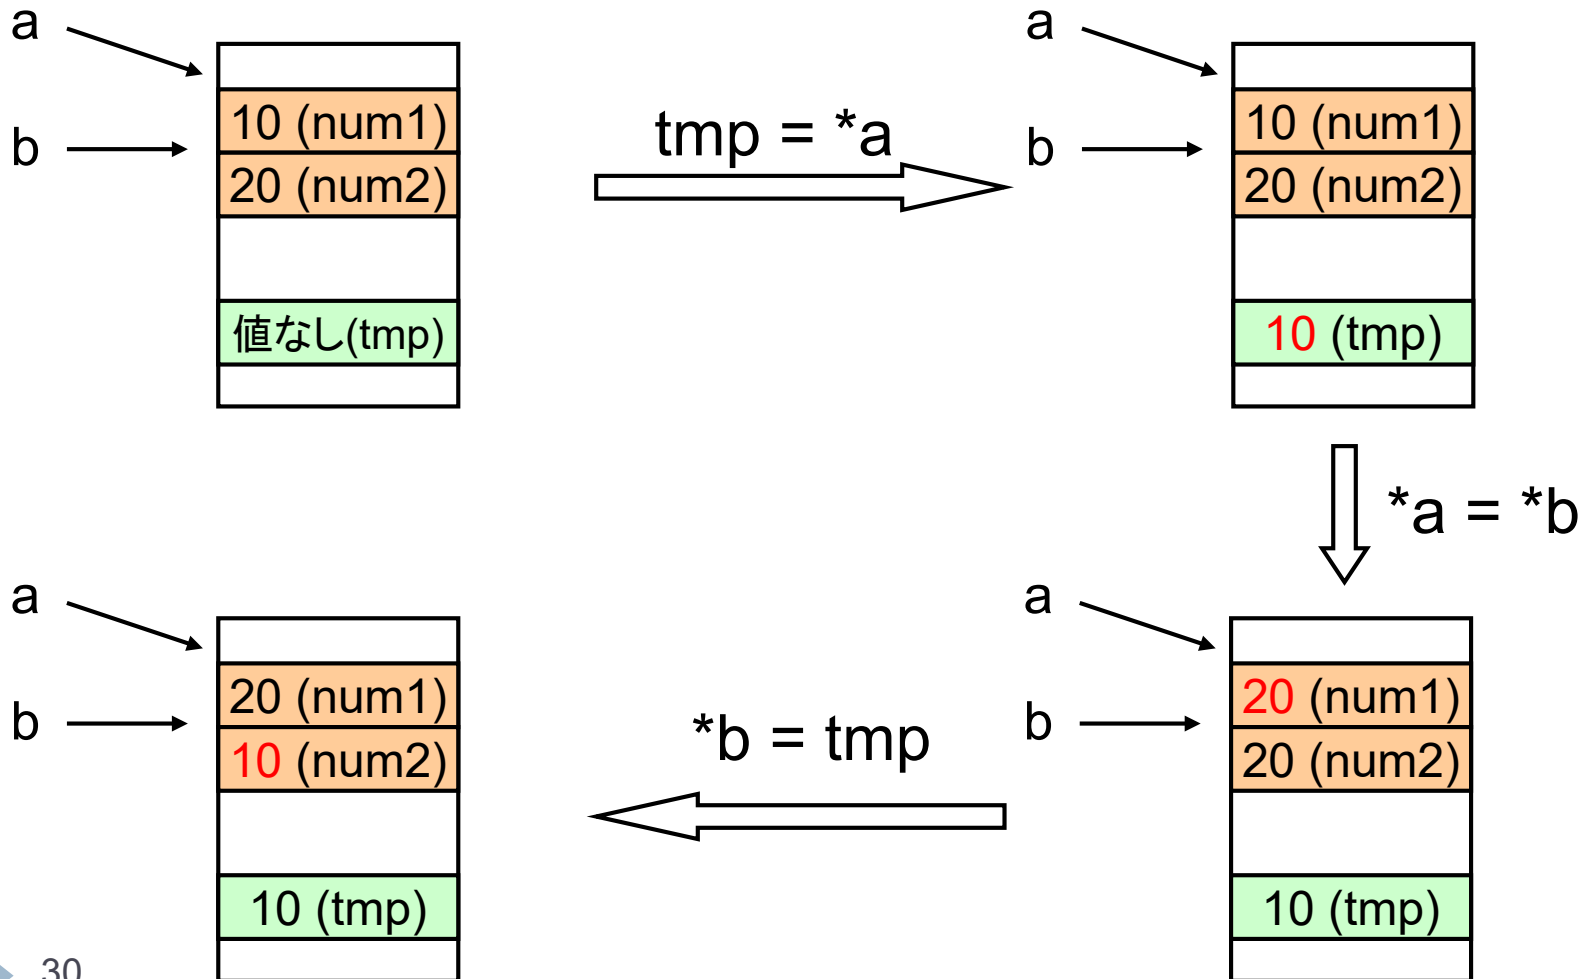 a
10 (num1)
b
20 (num2)
値なし(tmp)
tmp = *a
a
10 (num1)
b
20 (num2)
10 (tmp)
*a = *b
a
20 (num1)
b
20 (num2)
10 (tmp)
*b = tmp
a
20 (num1)
b
10 (num2)
10 (tmp)
30